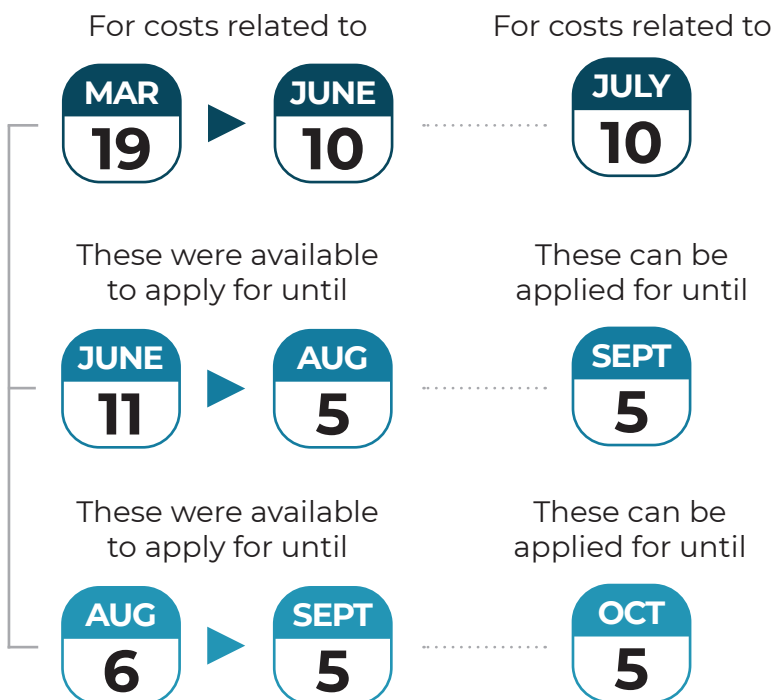 For costs related to
For costs related to
MAR
19
JUNE
10
JULY
10
These were available
to apply for until
These can be
applied for until
JUNE
11
AUG
5
SEPT
5
These were available
to apply for until
These can be
applied for until
AUG
6
SEPT
5
OCT
5